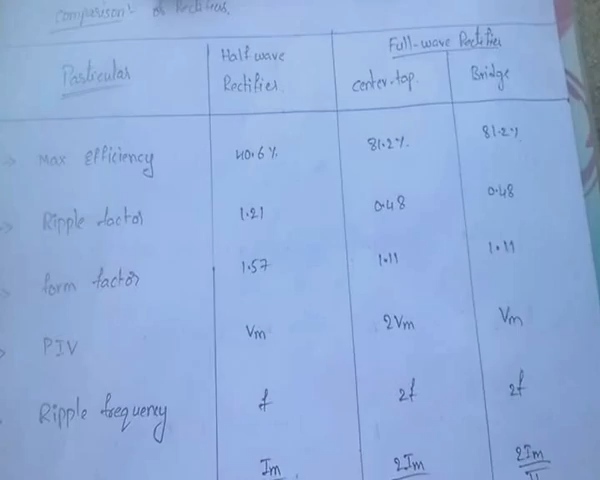 Comparison of Rectifiers.
Particular Half wave Rectifier. Full-wave Rectifier
center-tap. Bridge
→ Max Efficiency 40.6% 81.2% 81.2%
→ Ripple factor 1.21 0.48 0.48
→ form factor 1.57 1.11 1.11
→ PIV Vm 2Vm Vm
Ripple frequency f 2f 2f
Im 2Im 2Im